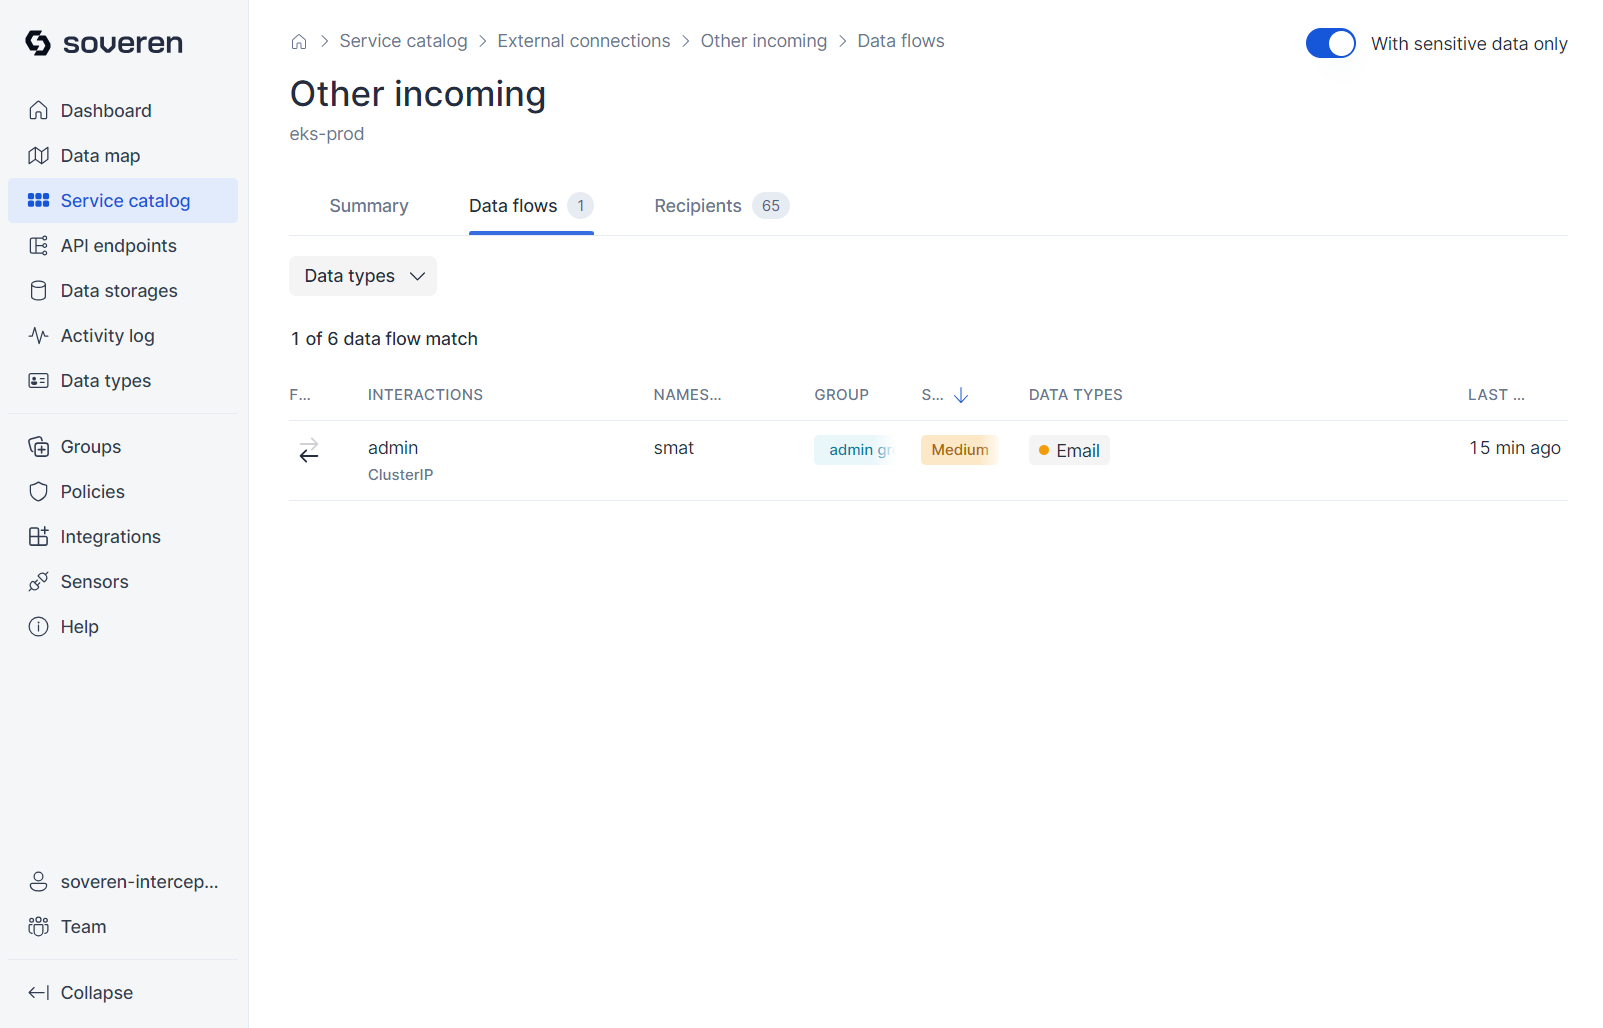 soveren
Dashboard
Data map
Service catalog
API endpoints
Data storages
Activity log
Data types
Groups
Policies
Integrations
Sensors
Help
soveren-intercep...
Team
Collapse
Service catalog > External connections > Other incoming > Data flows
With sensitive data only
Other incoming
eks-prod
Summary Data flows 1 Recipients 65
Data types
1 of 6 data flow match
F... INTERACTIONS NAMES... GROUP S... DATA TYPES LAST ...
admin smat admin gr Medium Email 15 min ago
ClusterIP